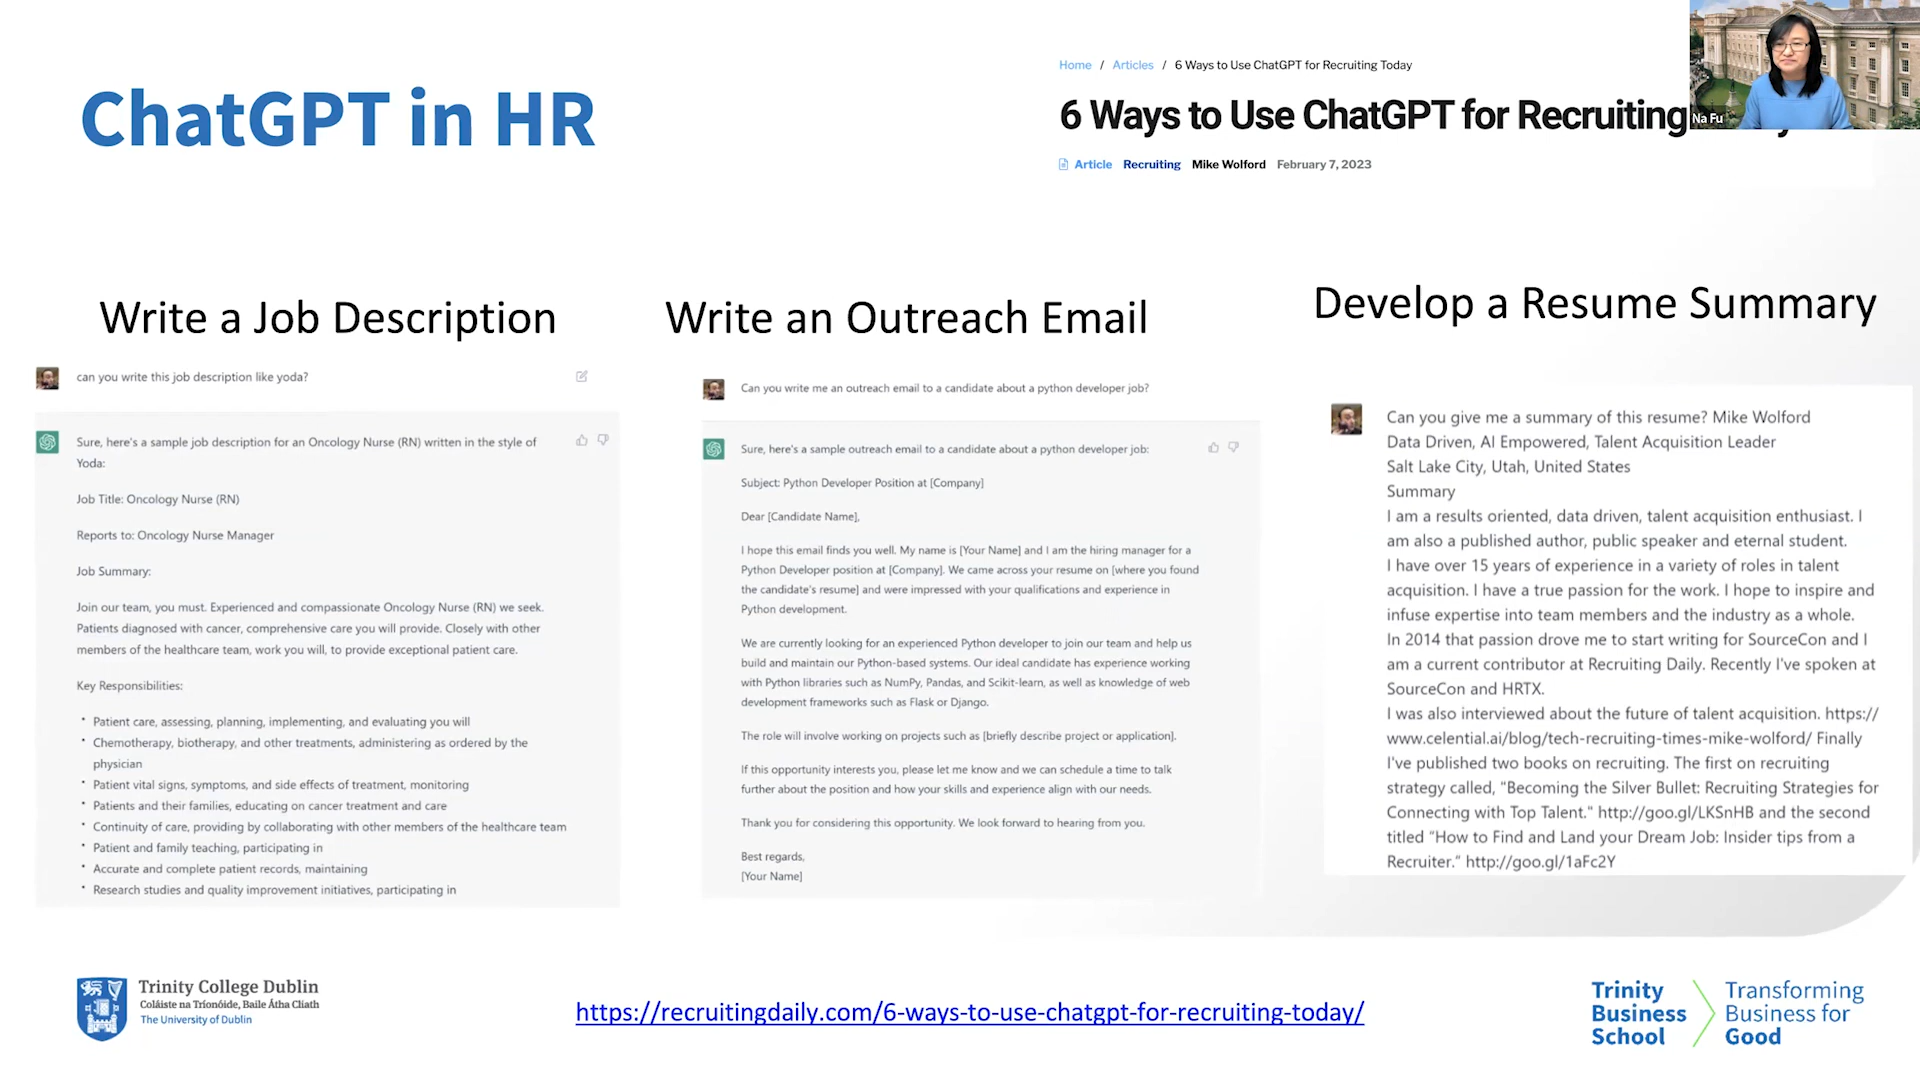 ChatGPT in HR
Home / Articles / 6 Ways to Use ChatGPT for Recruiting Today
6 Ways to Use ChatGPT for Recruiting
Article Recruiting Mike Wolford February 7, 2023
Na Fu
Write a Job Description
can you write this job description like yoda?
Sure, here's a sample job description for an Oncology Nurse (RN) written in the style of
Yoda:
Job Title: Oncology Nurse (RN)
Reports to: Oncology Nurse Manager
Job Summary:
Join our team, you must. Experienced and compassionate Oncology Nurse (RN) we seek.
Patients diagnosed with cancer, comprehensive care you will provide. Closely with other
members of the healthcare team, work you will, to provide exceptional patient care.
Key Responsibilities:
• Patient care, assessing, planning, implementing, and evaluating you will
• Chemotherapy, biotherapy, and other treatments, administering as ordered by the
physician
• Patient vital signs, symptoms, and side effects of treatment, monitoring
• Patients and their families, educating on cancer treatment and care
• Continuity of care, providing by collaborating with other members of the healthcare team
• Patient and family teaching, participating in
• Accurate and complete patient records, maintaining
• Research studies and quality improvement initiatives, participating in
Write an Outreach Email
Can you write me an outreach email to a candidate about a python developer job?
Sure, here's a sample outreach email to a candidate about a python developer job:
Subject: Python Developer Position at [Company]
Dear [Candidate Name],
I hope this email finds you well. My name is [Your Name] and I am the hiring manager for a
Python Developer position at [Company]. We came across your resume on [where you found
the candidate's resume] and were impressed with your qualifications and experience in
Python development.
We are currently looking for an experienced Python developer to join our team and help us
build and maintain our Python-based systems. Our ideal candidate has experience working
with Python libraries such as NumPy, Pandas, and Scikit-learn, as well as knowledge of web
development frameworks such as Flask or Django.
The role will involve working on projects such as [briefly describe project or application].
If this opportunity interests you, please let me know and we can schedule a time to talk
further about the position and how your skills and experience align with our needs.
Thank you for considering this opportunity. We look forward to hearing from you.
Best regards,
[Your Name]
Develop a Resume Summary
Can you give me a summary of this resume? Mike Wolford
Data Driven, AI Empowered, Talent Acquisition Leader
Salt Lake City, Utah, United States
Summary
I am a results oriented, data driven, talent acquisition enthusiast. I
am also a published author, public speaker and eternal student.
I have over 15 years of experience in a variety of roles in talent
acquisition. I have a true passion for the work. I hope to inspire and
infuse expertise into team members and the industry as a whole.
In 2014 that passion drove me to start writing for SourceCon and I
am a current contributor at Recruiting Daily. Recently I've spoken at
SourceCon and HRTX.
I was also interviewed about the future of talent acquisition. https://
www.celential.ai/blog/tech-recruiting-times-mike-wolford/ Finally
I've published two books on recruiting. The first on recruiting
strategy called, "Becoming the Silver Bullet: Recruiting Strategies for
Connecting with Top Talent." http://goo.gl/LKSnHB and the second
titled "How to Find and Land your Dream Job: Insider tips from a
Recruiter." http://goo.gl/1aFc2Y
Trinity College Dublin
Coláiste na Tríonóide, Baile Átha Cliath
The University of Dublin
https://recruitingdaily.com/6-ways-to-use-chatgpt-for-recruiting-today/
Trinity
Business
School
Transforming
Business for
Good